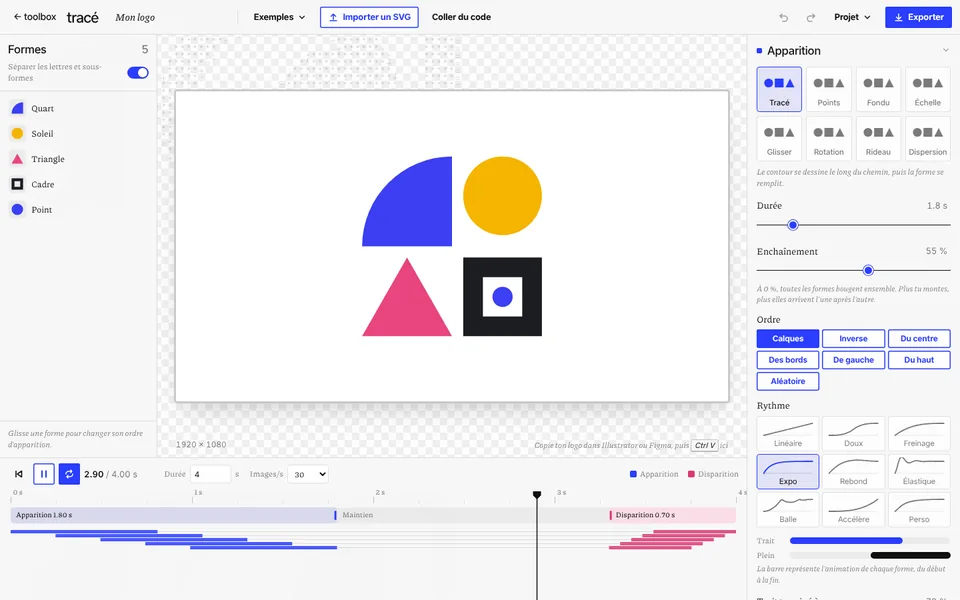 ← toolbox tracé Mon logo Exemples Importer un SVG Coller du code Projet Exporter
Formes 5
Séparer les lettres et sous-
formes
Quart
Soleil
Triangle
Cadre
Point
Glisse une forme pour changer son ordre
d'apparition.
1920 × 1080
Copie ton logo dans Illustrator ou Figma, puis Ctrl V ici
Apparition
Tracé Points Fondu Échelle
Glisser Rotation Rideau Dispersion
Le contour se dessine le long du chemin, puis la forme se
remplit.
Durée 1.8 s
Enchaînement 55 %
À 0 %, toutes les formes bougent ensemble. Plus tu montes,
plus elles arrivent l'une après l'autre.
Ordre
Calques Inverse Du centre
Des bords De gauche Du haut
Aléatoire
Rythme
Linéaire Doux Freinage
Expo Rebond Élastique
Balle Accélère Perso
Trait
Plein
La barre représente l'animation de chaque forme, du début
à la fin.
2.90 / 4.00 s Durée 4 s Images/s 30 Apparition Disparition
0 s 1 s 2 s 3 s 4 s
Apparition 1.80 s Maintien Disparition 0.70 s